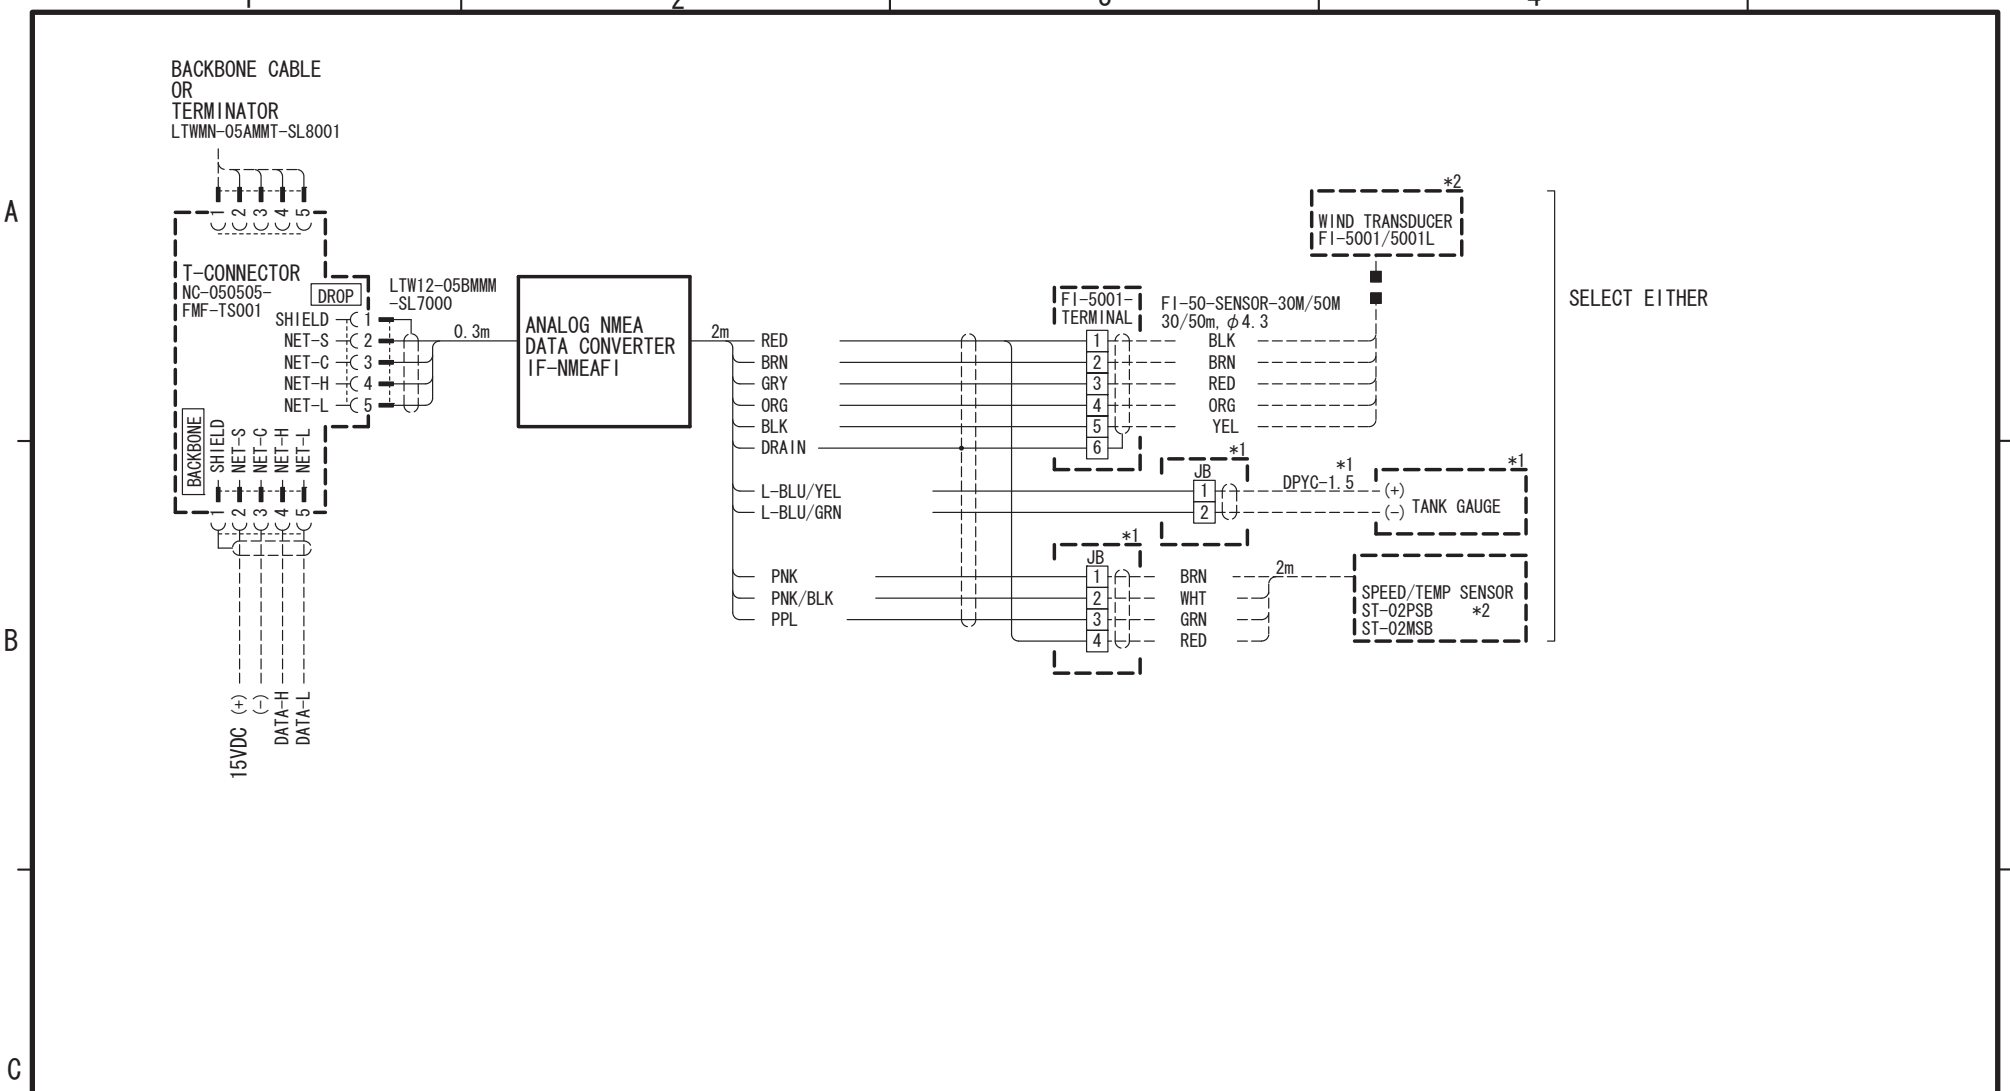 BACKBONE CABLE
OR
TERMINATOR
LTWMN-05AMMT-SL8001
A
1 2 3 4 5
T-CONNECTOR
NC-050505-
FMF-TS001
DROP
SHIELD 1
NET-S 2
NET-C 3
NET-H 4
NET-L 5
LTW12-05BMMM
-SL7000
0.3m
BACKBONE
SHIELD
NET-S
NET-C
NET-H
NET-L
1 2 3 4 5
15VDC (+)
(-)
DATA-H
DATA-L
ANALOG NMEA
DATA CONVERTER
IF-NMEAFI
2m
RED
BRN
GRY
ORG
BLK
DRAIN
L-BLU/YEL
L-BLU/GRN
PNK
PNK/BLK
PPL
FI-5001-
TERMINAL
1
2
3
4
5
6
FI-50-SENSOR-30M/50M
30/50m, φ4.3
BLK
BRN
RED
ORG
YEL
*2
WIND TRANSDUCER
FI-5001/5001L
SELECT EITHER
*1
JB
1
2
*1
DPYC-1.5
*1
(+)
(-)
TANK GAUGE
*1
JB
1
2
3
4
BRN
WHT
GRN
RED
2m
SPEED/TEMP SENSOR
ST-02PSB *2
ST-02MSB
B
C